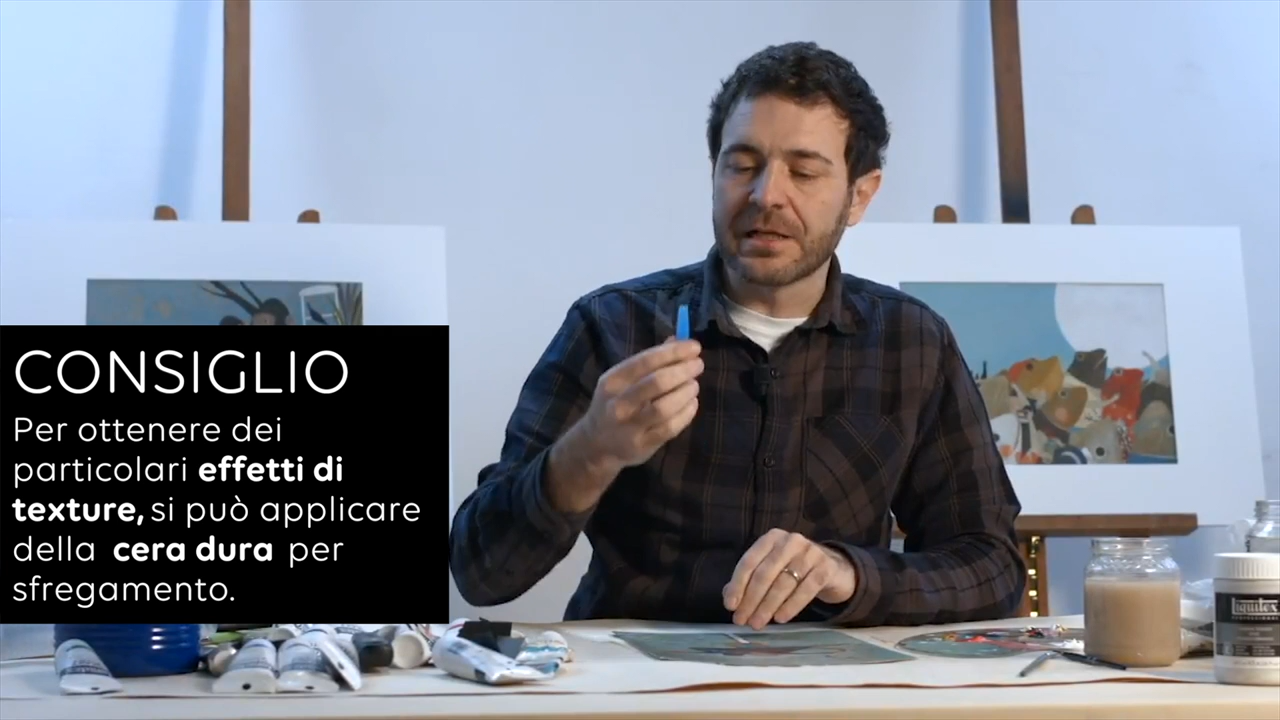 CONSIGLIO
Per ottenere dei
particolari effetti di
texture, si può applicare
della cera dura per
sfregamento.
Liquitex